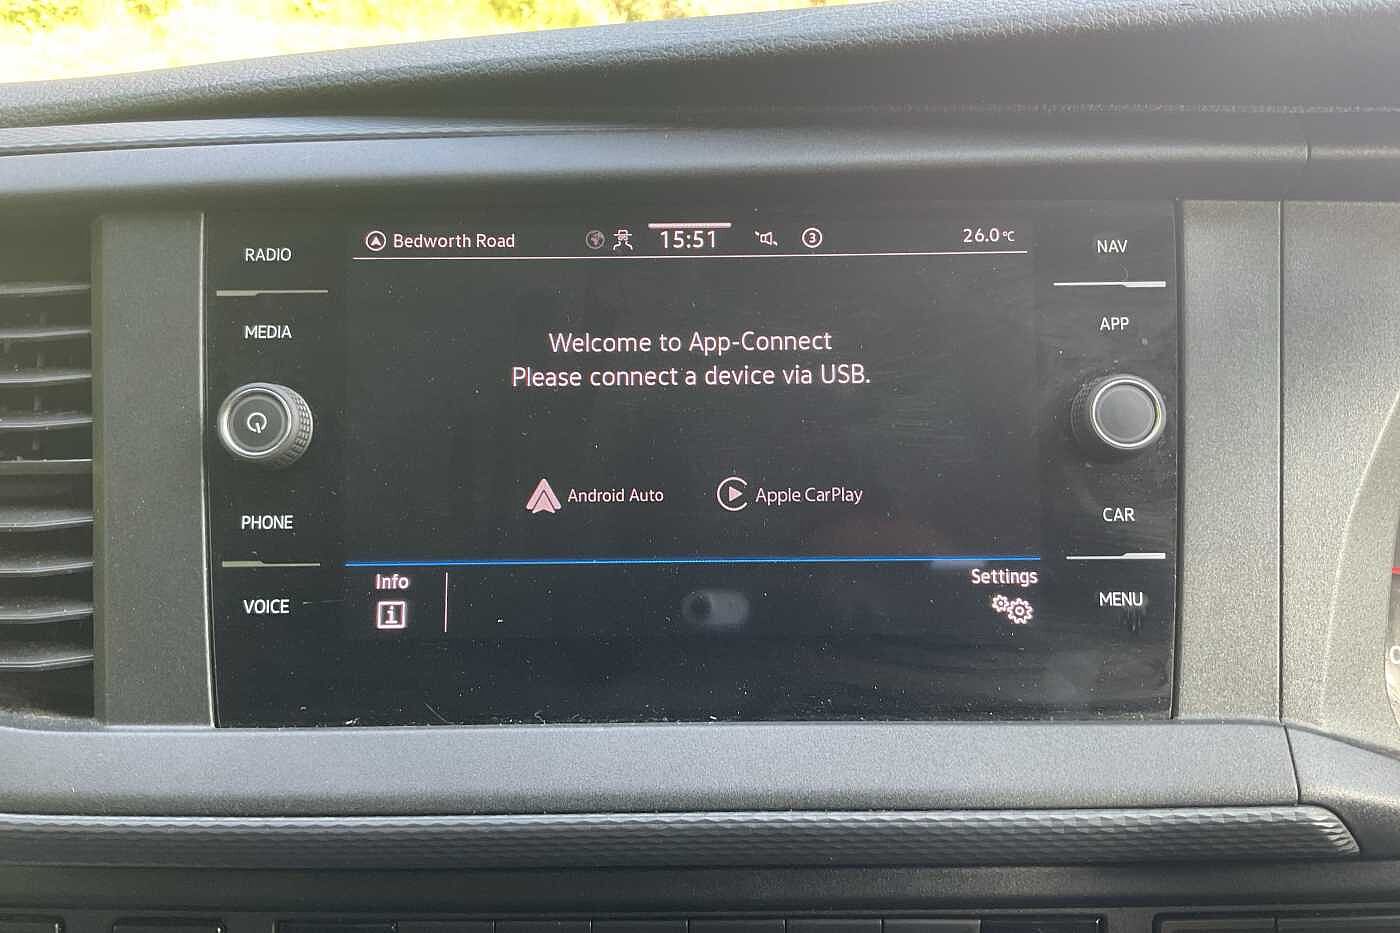 RADIO
MEDIA
PHONE
VOICE
Bedworth Road
15:51
3
26.0°C
Welcome to App-Connect
Please connect a device via USB.
Android Auto
Apple CarPlay
Info
i
Settings
NAV
APP
CAR
MENU